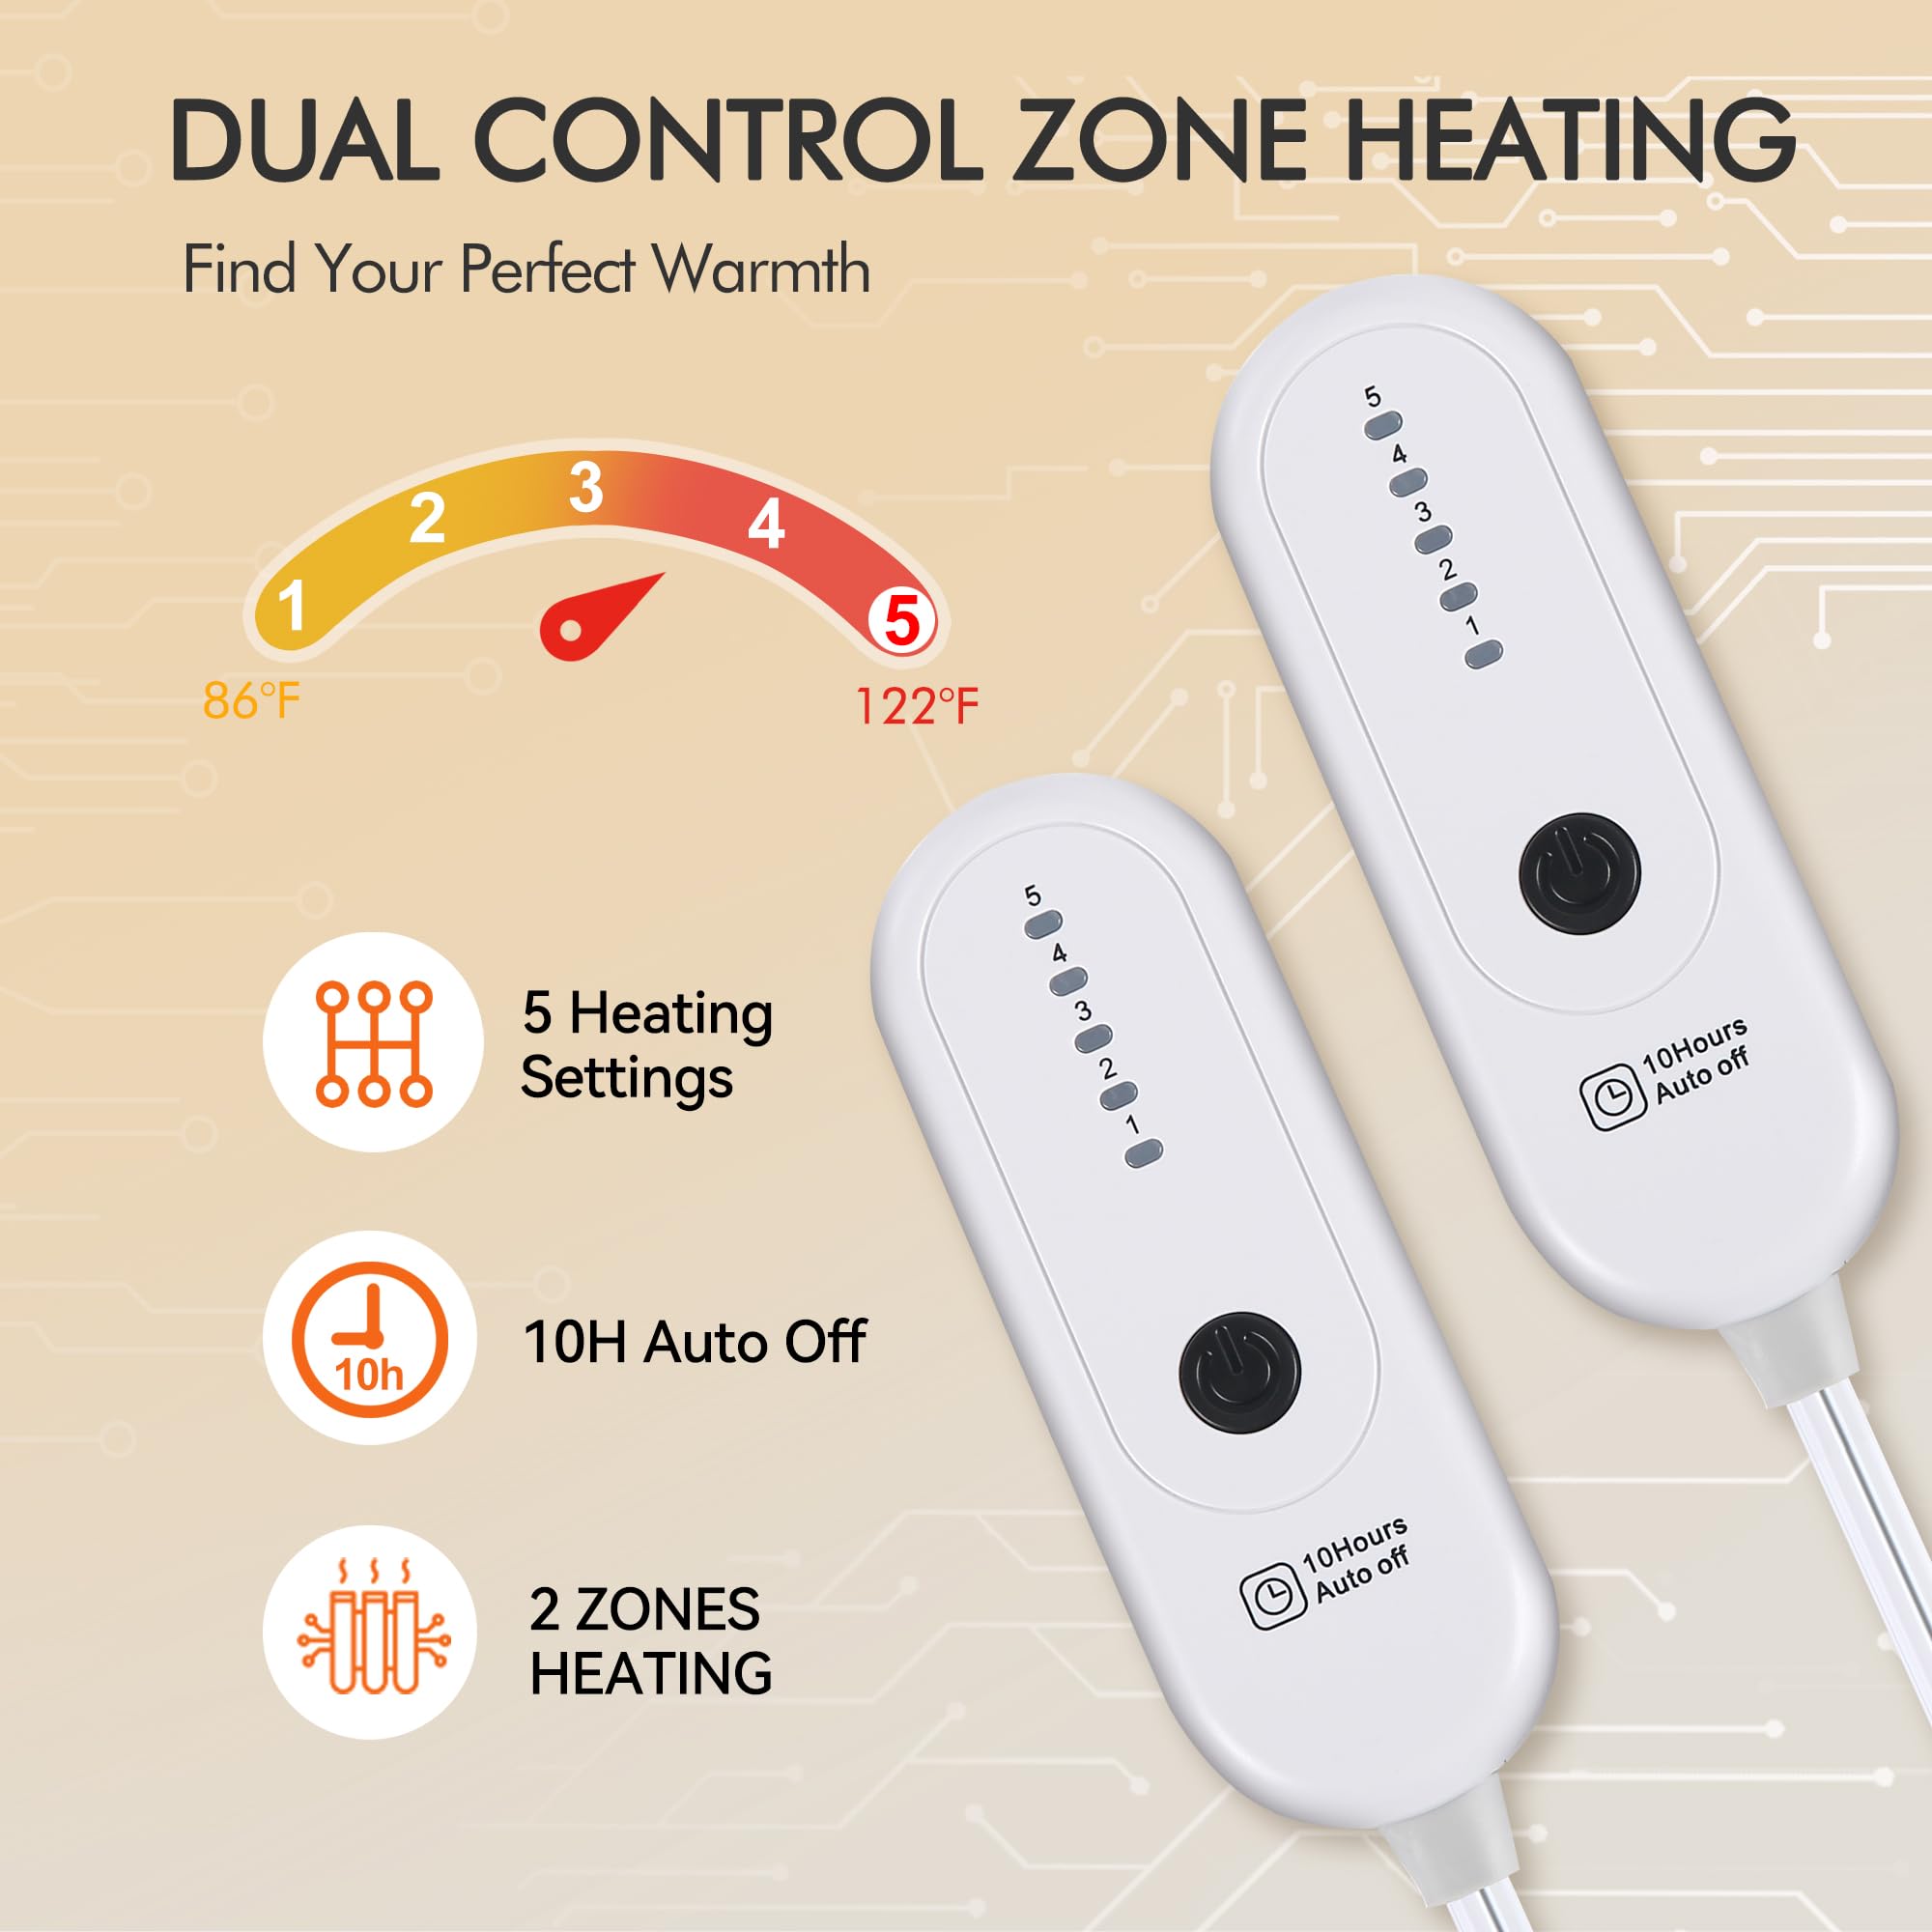 DUAL CONTROL ZONE HEATING
Find Your Perfect Warmth
1
2
3
4
5
86°F
122°F
5 Heating
Settings
10h
10H Auto Off
2 ZONES
HEATING
5
4
3
2
1
10Hours
Auto off
5
4
3
2
1
10Hours
Auto off